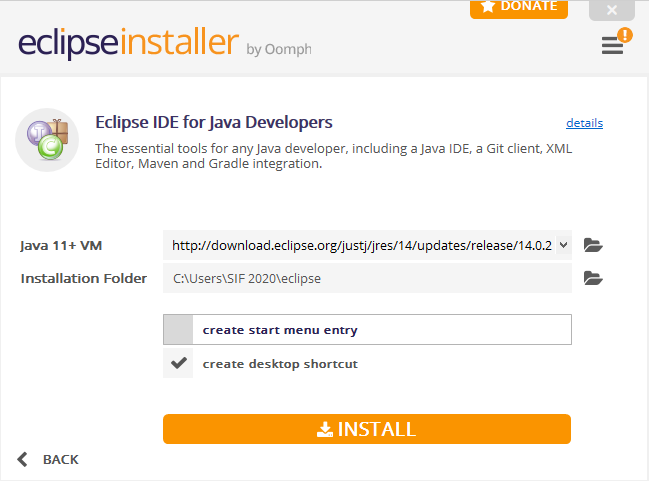 DONATE
eclipseinstaller by Oomph
Eclipse IDE for Java Developers
details
The essential tools for any Java developer, including a Java IDE, a Git client, XML
Editor, Maven and Gradle integration.
Java 11+ VM
http://download.eclipse.org/justj/jres/14/updates/release/14.0.2
Installation Folder
C:\Users\SIF 2020\eclipse
create start menu entry
create desktop shortcut
INSTALL
BACK